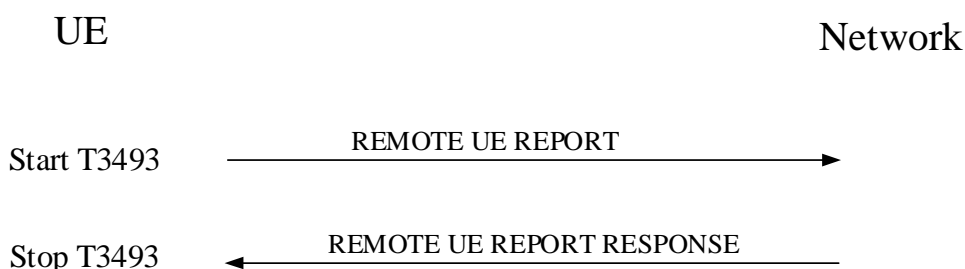 UE
Network
REMOTE UE REPORT
Start T3493
REMOTE UE REPORT RESPONSE
Stop T3493